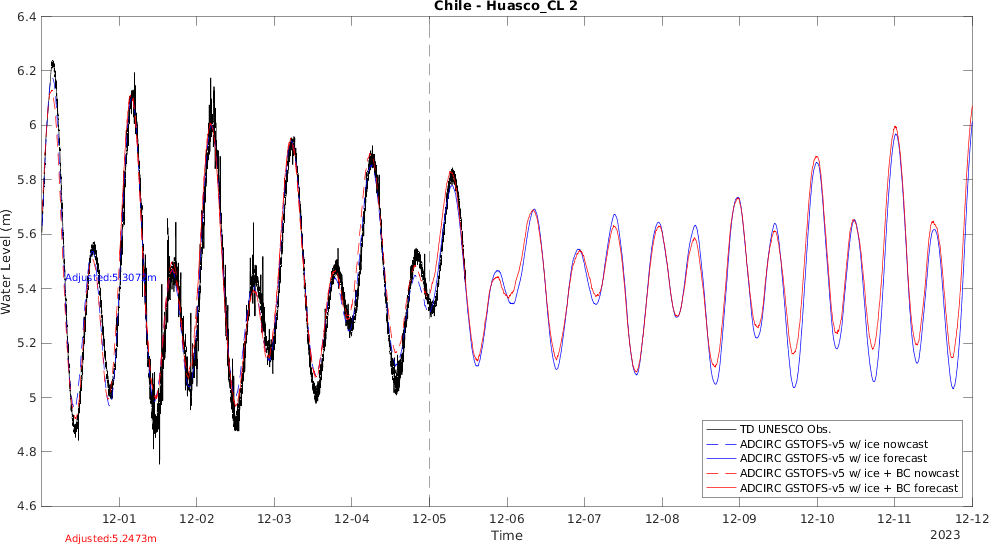 Chile - Huasco_CL 2
6.4
6.2
6
5.8
5.6
5.4
5.2
5
4.8
4.6
Water Level (m)
Adjusted:5.3074m
TD UNESCO Obs.
ADCIRC GSTOFS-v5 w/ ice nowcast
ADCIRC GSTOFS-v5 w/ ice forecast
ADCIRC GSTOFS-v5 w/ ice + BC nowcast
ADCIRC GSTOFS-v5 w/ ice + BC forecast
12-01 12-02 12-03 12-04 12-05 12-06 12-07 12-08 12-09 12-10 12-11 12-12
Time
2023
Adjusted:5.2473m